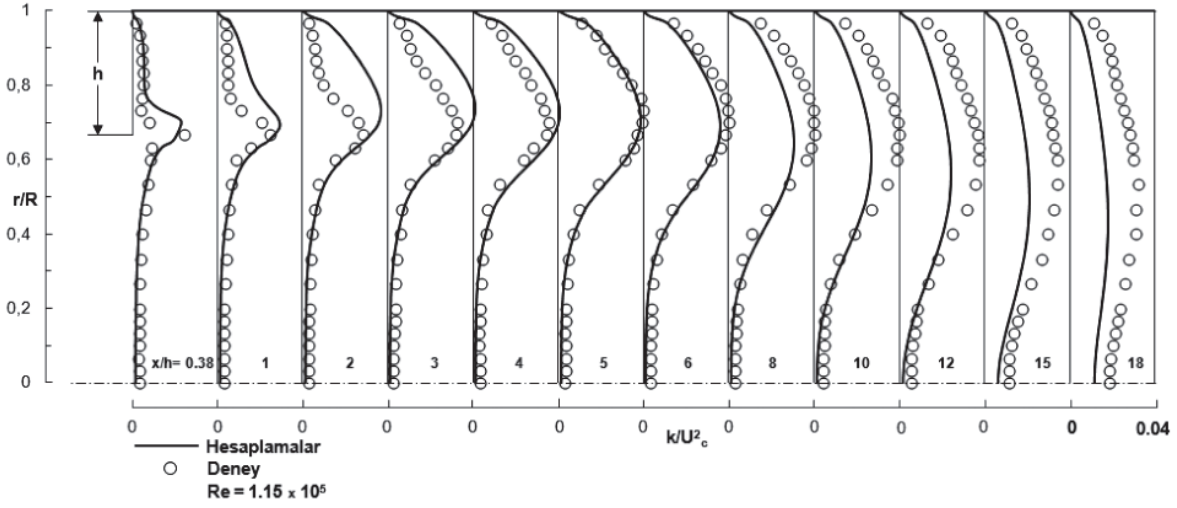 1
h
0,8
0,6
r/R
0,4
0,2
x/h= 0.38 1 2 3 4 5 6 8 10 12 15 18
0
0 0 0 0 0 0 0 0 0 0 0 0 0.04
k/U²c
Hesaplamalar
Deney
Re = 1.15 x 10⁵